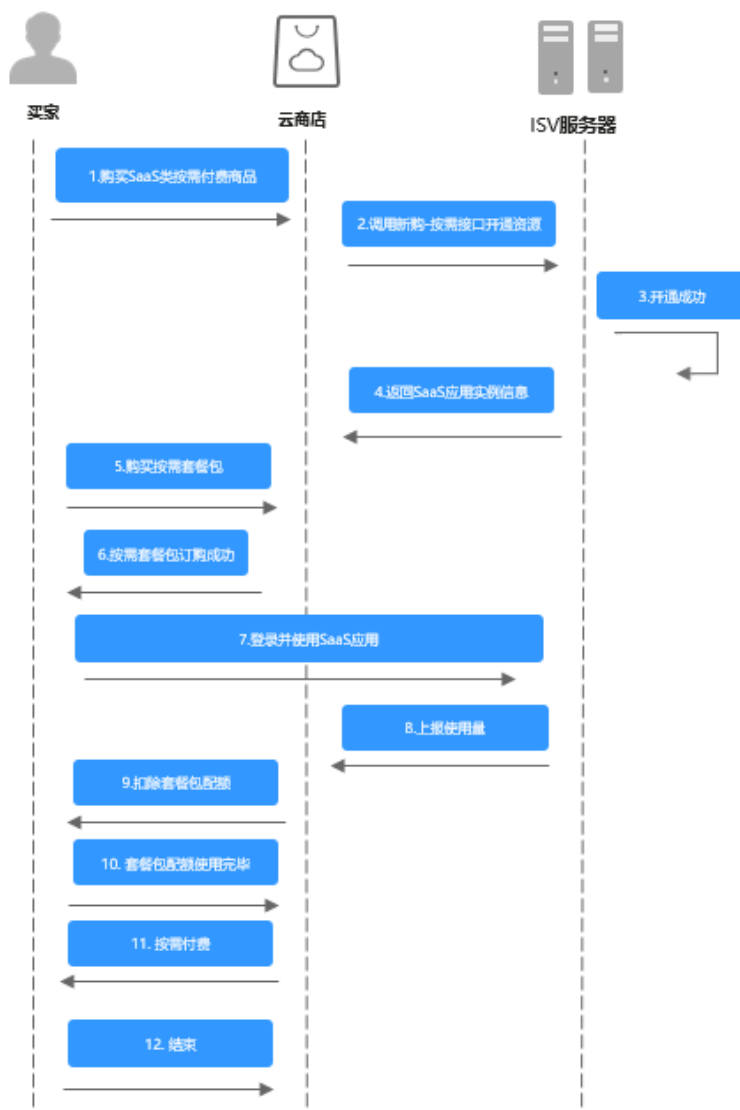 买家
云商店
ISV服务器
1.购买SaaS类按需付费商品
2.调用新购-按需接口开通资源
3.开通成功
4.返回SaaS应用实例信息
5.购买按需套餐包
6.按需套餐包订购成功
7.登录并使用SaaS应用
8.上报使用量
9.扣除套餐包配额
10. 套餐包配额使用完毕
11. 按需付费
12. 结束